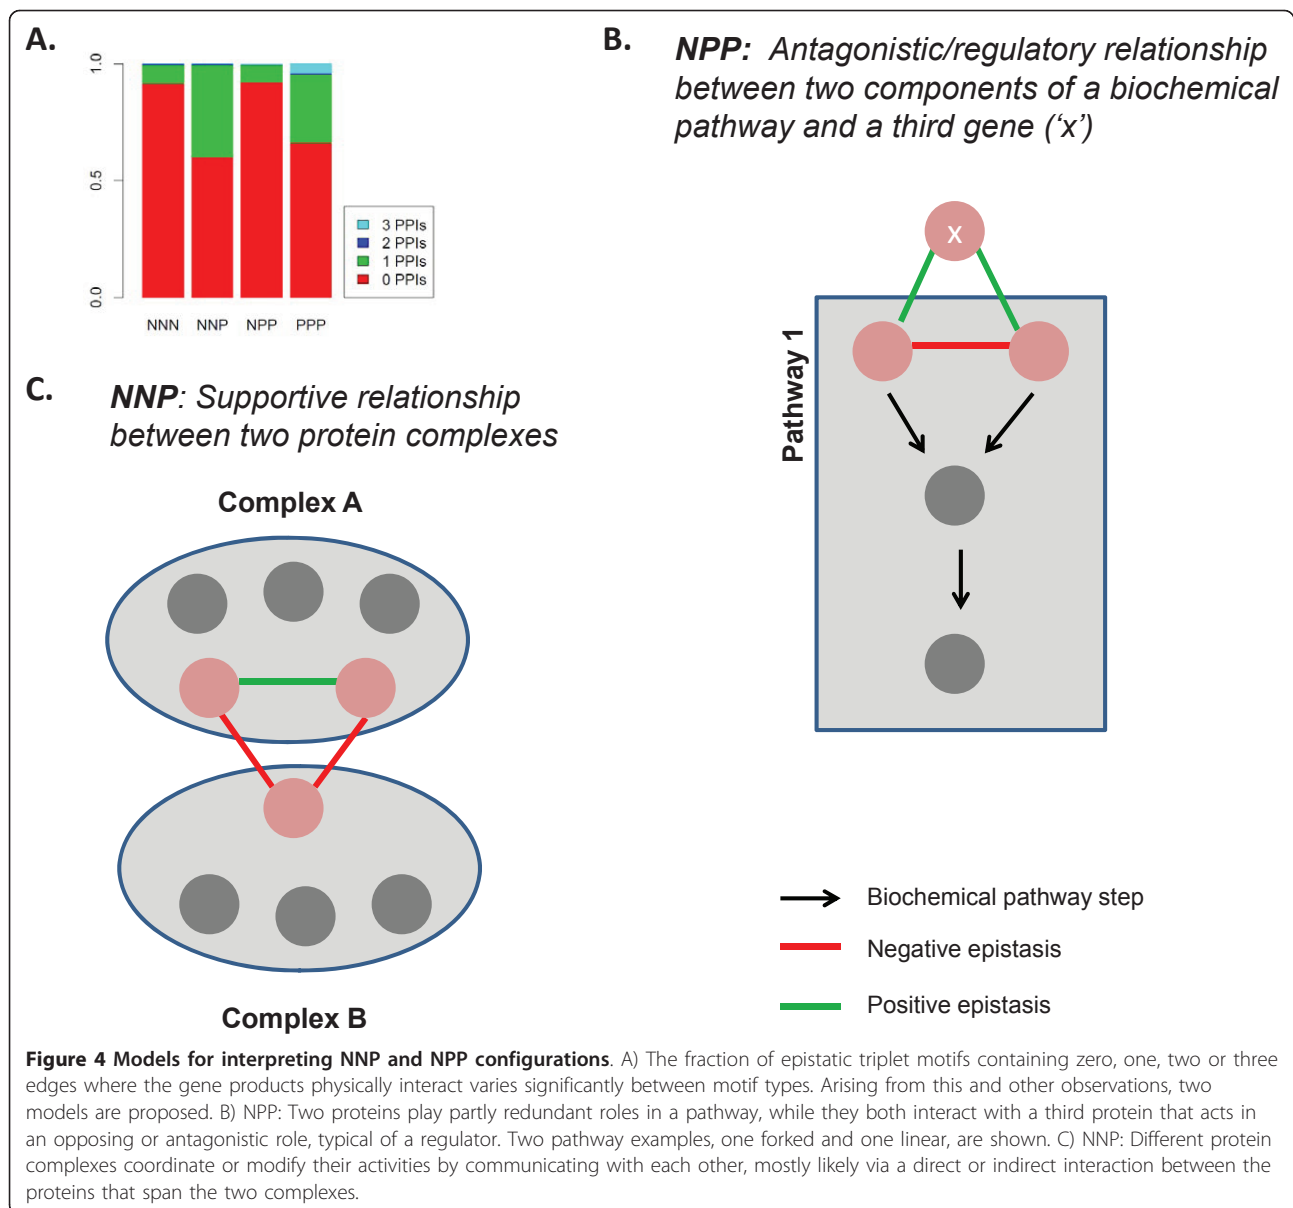 A.
1.0
0.5
0.0
NNN NNP NPP PPP
3 PPIs
2 PPIs
1 PPIs
0 PPIs
B.
NPP: Antagonistic/regulatory relationship
between two components of a biochemical
pathway and a third gene (‘x’)
x
Pathway 1
C.
NNP: Supportive relationship
between two protein complexes
Complex A
Complex B
Biochemical pathway step
Negative epistasis
Positive epistasis
Figure 4 Models for interpreting NNP and NPP configurations. A) The fraction of epistatic triplet motifs containing zero, one, two or three
edges where the gene products physically interact varies significantly between motif types. Arising from this and other observations, two
models are proposed. B) NPP: Two proteins play partly redundant roles in a pathway, while they both interact with a third protein that acts in
an opposing or antagonistic role, typical of a regulator. Two pathway examples, one forked and one linear, are shown. C) NNP: Different protein
complexes coordinate or modify their activities by communicating with each other, mostly likely via a direct or indirect interaction between the
proteins that span the two complexes.